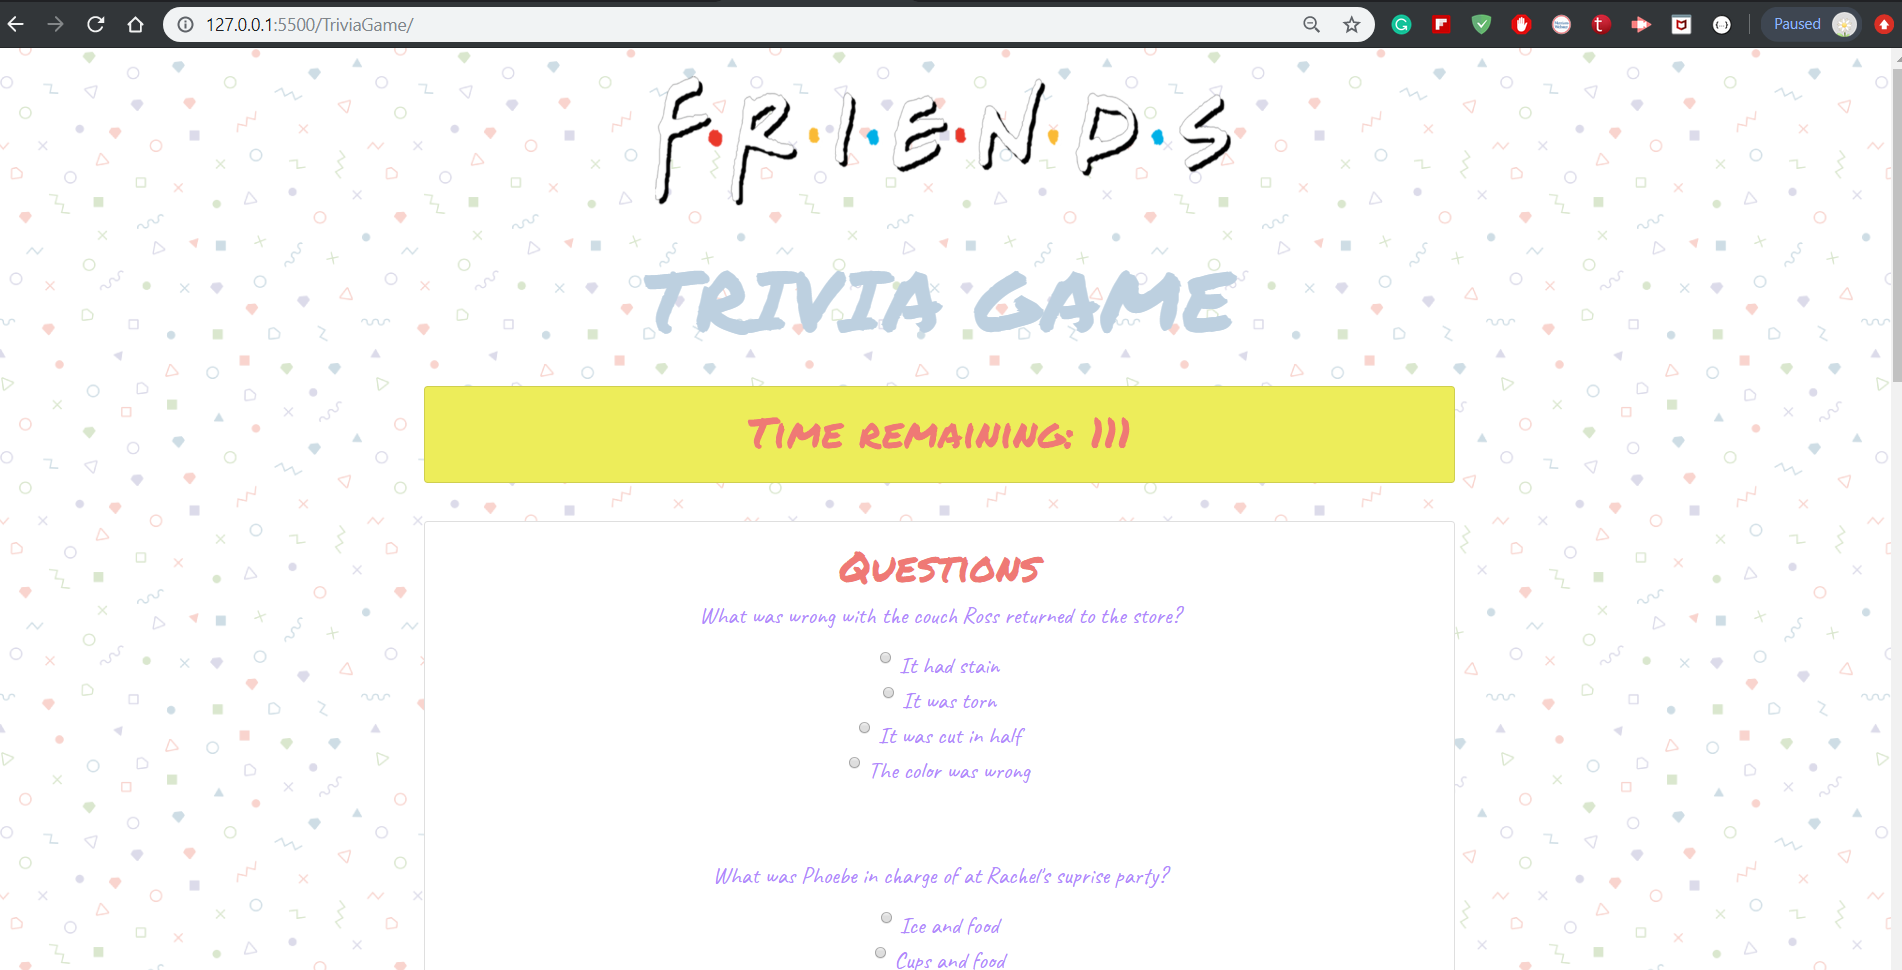 127.0.0.1:5500/TriviaGame/
Paused
F·R·I·E·N·D·S
TRIVIA GAME
Time remaining: 111
Questions
What was wrong with the couch Ross returned to the store?
It had stain
It was torn
It was cut in half
The color was wrong
What was Phoebe in charge of at Rachel's suprise party?
Ice and food
Cups and food